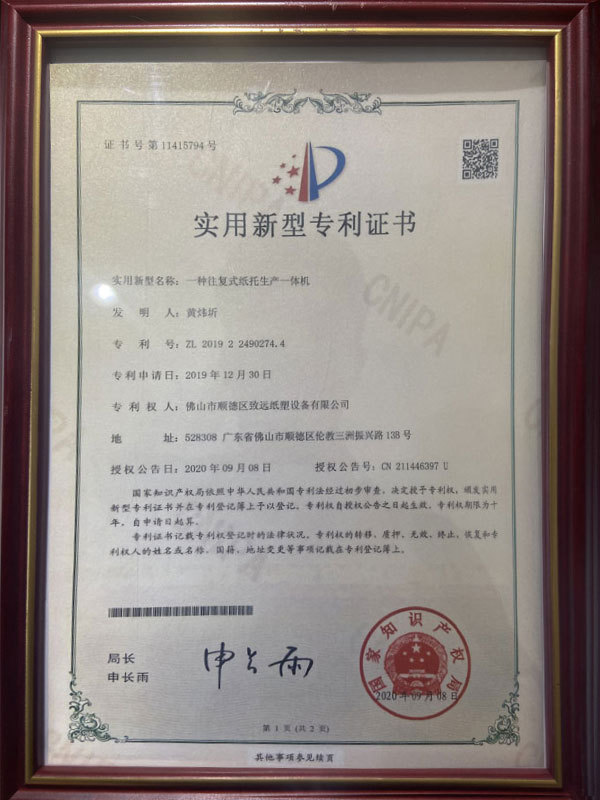 证书号第11415794号
实用新型专利证书
CNIPA
实用新型名称：一种往复式纸托生产一体机
发明人：黄炜圻
专利号：ZL 2019 2 2490274.4
专利申请日：2019年12月30日
专利权人：佛山市顺德区致远纸塑设备有限公司
地址：528308 广东省佛山市顺德区伦教三洲振兴路13B号
授权公告日：2020年09月08日 授权公告号：CN 211446397 U
国家知识产权局依照中华人民共和国专利法经过初步审查，决定授予专利权，颁发实用
新型专利证书并在专利登记簿上予以登记。专利权自授权公告之日起生效。专利权期限为十
年，自申请日起算。
专利证书记载专利权登记时的法律状况。专利权的转移、质押、无效、终止、恢复和专
利权人的姓名或名称、国籍、地址变更等事项记载在专利登记簿上。
局长
申长雨
申长雨
国家知识产权局
2020年09月08日
第1页（共2页）
其他事项参见续页